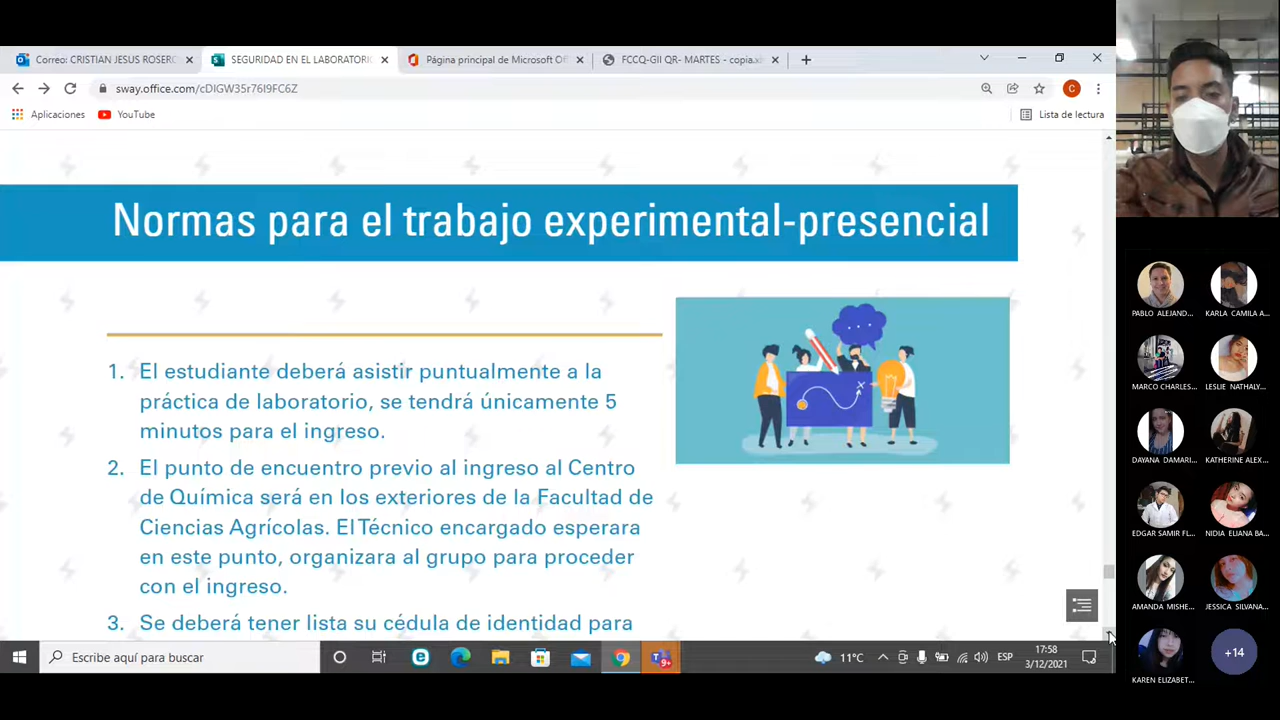 Correo: CRISTIAN JESUS ROSERO
SEGURIDAD EN EL LABORATORIO
Página principal de Microsoft Of
FCCQ-GII QR- MARTES - copia.xl
sway.office.com/cDIGW35r76I9FC6Z
C
Aplicaciones
YouTube
Lista de lectura
Normas para el trabajo experimental-presencial
1. El estudiante deberá asistir puntualmente a la
práctica de laboratorio, se tendrá únicamente 5
minutos para el ingreso.
2. El punto de encuentro previo al ingreso al Centro
de Química será en los exteriores de la Facultad de
Ciencias Agrícolas. El Técnico encargado esperara
en este punto, organizara al grupo para proceder
con el ingreso.
3. Se deberá tener lista su cédula de identidad para
Escribe aquí para buscar
9+
11°C
ESP
17:58
3/12/2021
PABLO ALEJAND...
KARLA CAMILA A...
MARCO CHARLES...
LESLIE NATHALY...
DAYANA DAMARI...
KATHERINE ALEX...
EDGAR SAMIR FL...
NIDIA ELIANA BA...
AMANDA MISHE...
JESSICA SILVANA...
KAREN ELIZABET...
+14